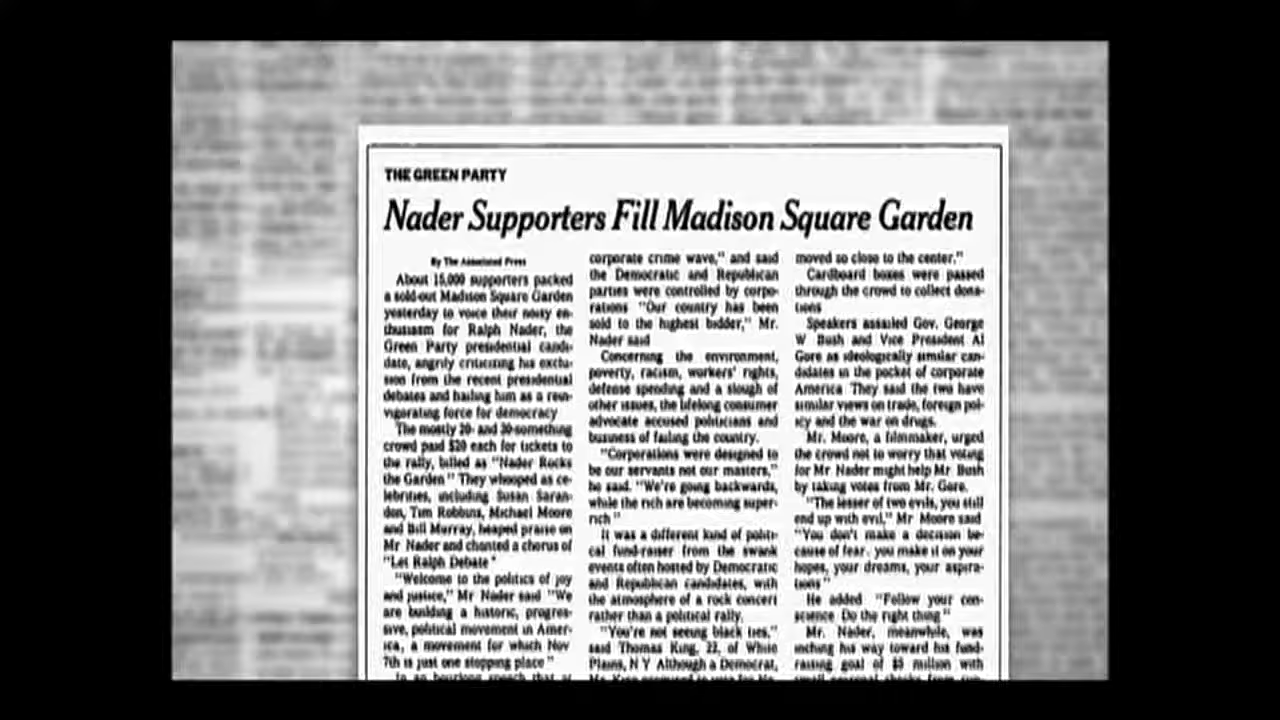 THE GREEN PARTY
Nader Supporters Fill Madison Square Garden
By The Associated Press
About 15,000 supporters packed
a sold-out Madison Square Garden
yesterday to voice their noisy en-
thusiasm for Ralph Nader, the
Green Party presidential candi-
date, angrily criticizing his exclu-
sion from the recent presidential
debates and hailing him as a rein-
vigorating force for democracy
The mostly 20- and 30-something
crowd paid $20 each for tickets to
the rally, billed as "Nader Rocks
the Garden" They whooped as ce-
lebrities, including Susan Saran-
don, Tim Robbins, Michael Moore
and Bill Murray, heaped praise on
Mr Nader and chanted a chorus of
"Let Ralph Debate"
"Welcome to the politics of joy
and justice," Mr Nader said "We
are building a historic, progres-
sive, political movement in Amer-
ica, a movement for which Nov
7th is just one stopping place"
In an hourlong speech that
corporate crime wave," and said
the Democratic and Republican
parties were controlled by corpo-
rations "Our country has been
sold to the highest bidder," Mr.
Nader said
Concerning the environment,
poverty, racism, workers' rights,
defense spending and a slough of
other issues, the lifelong consumer
advocate accused politicians and
business of failing the country.
"Corporations were designed to
be our servants not our masters,"
he said. "We're going backwards,
while the rich are becoming super-
rich"
It was a different kind of politi-
cal fund-raiser from the swank
events often hosted by Democratic
and Republican candidates, with
the atmosphere of a rock concert
rather than a political rally.
"You're not seeing black ties,"
said Thomas King, 22, of White
Plains, N Y Although a Democrat,
moved so close to the center."
Cardboard boxes were passed
through the crowd to collect dona-
tions
Speakers assailed Gov. George
W Bush and Vice President Al
Gore as ideologically similar can-
didates in the pocket of corporate
America They said the two have
similar views on trade, foreign pol-
icy and the war on drugs.
Mr. Moore, a filmmaker, urged
the crowd not to worry that voting
for Mr Nader might help Mr Bush
by taking votes from Mr. Gore.
"The lesser of two evils, you still
end up with evil," Mr Moore said
"You don't make a decision be-
cause of fear, you make it on your
hopes, your dreams, your aspira-
tions"
He added "Follow your con-
science Do the right thing"
Mr. Nader, meanwhile, was
inching his way toward his fund-
raising goal of $5 million with